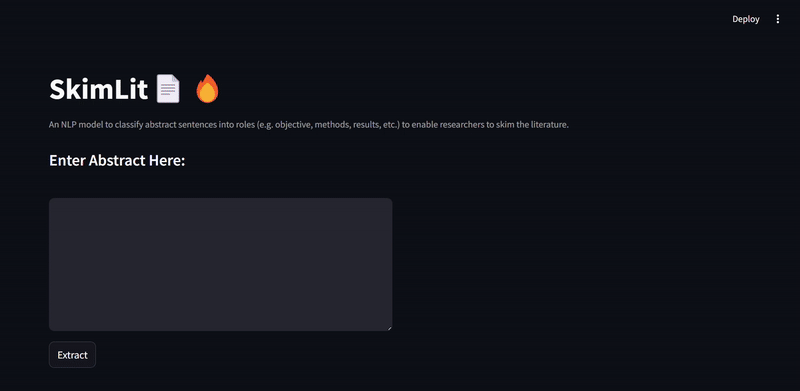 Deploy
SkimLit
An NLP model to classify abstract sentences into roles (e.g. objective, methods, results, etc.) to enable researchers to skim the literature.
Enter Abstract Here:
Extract